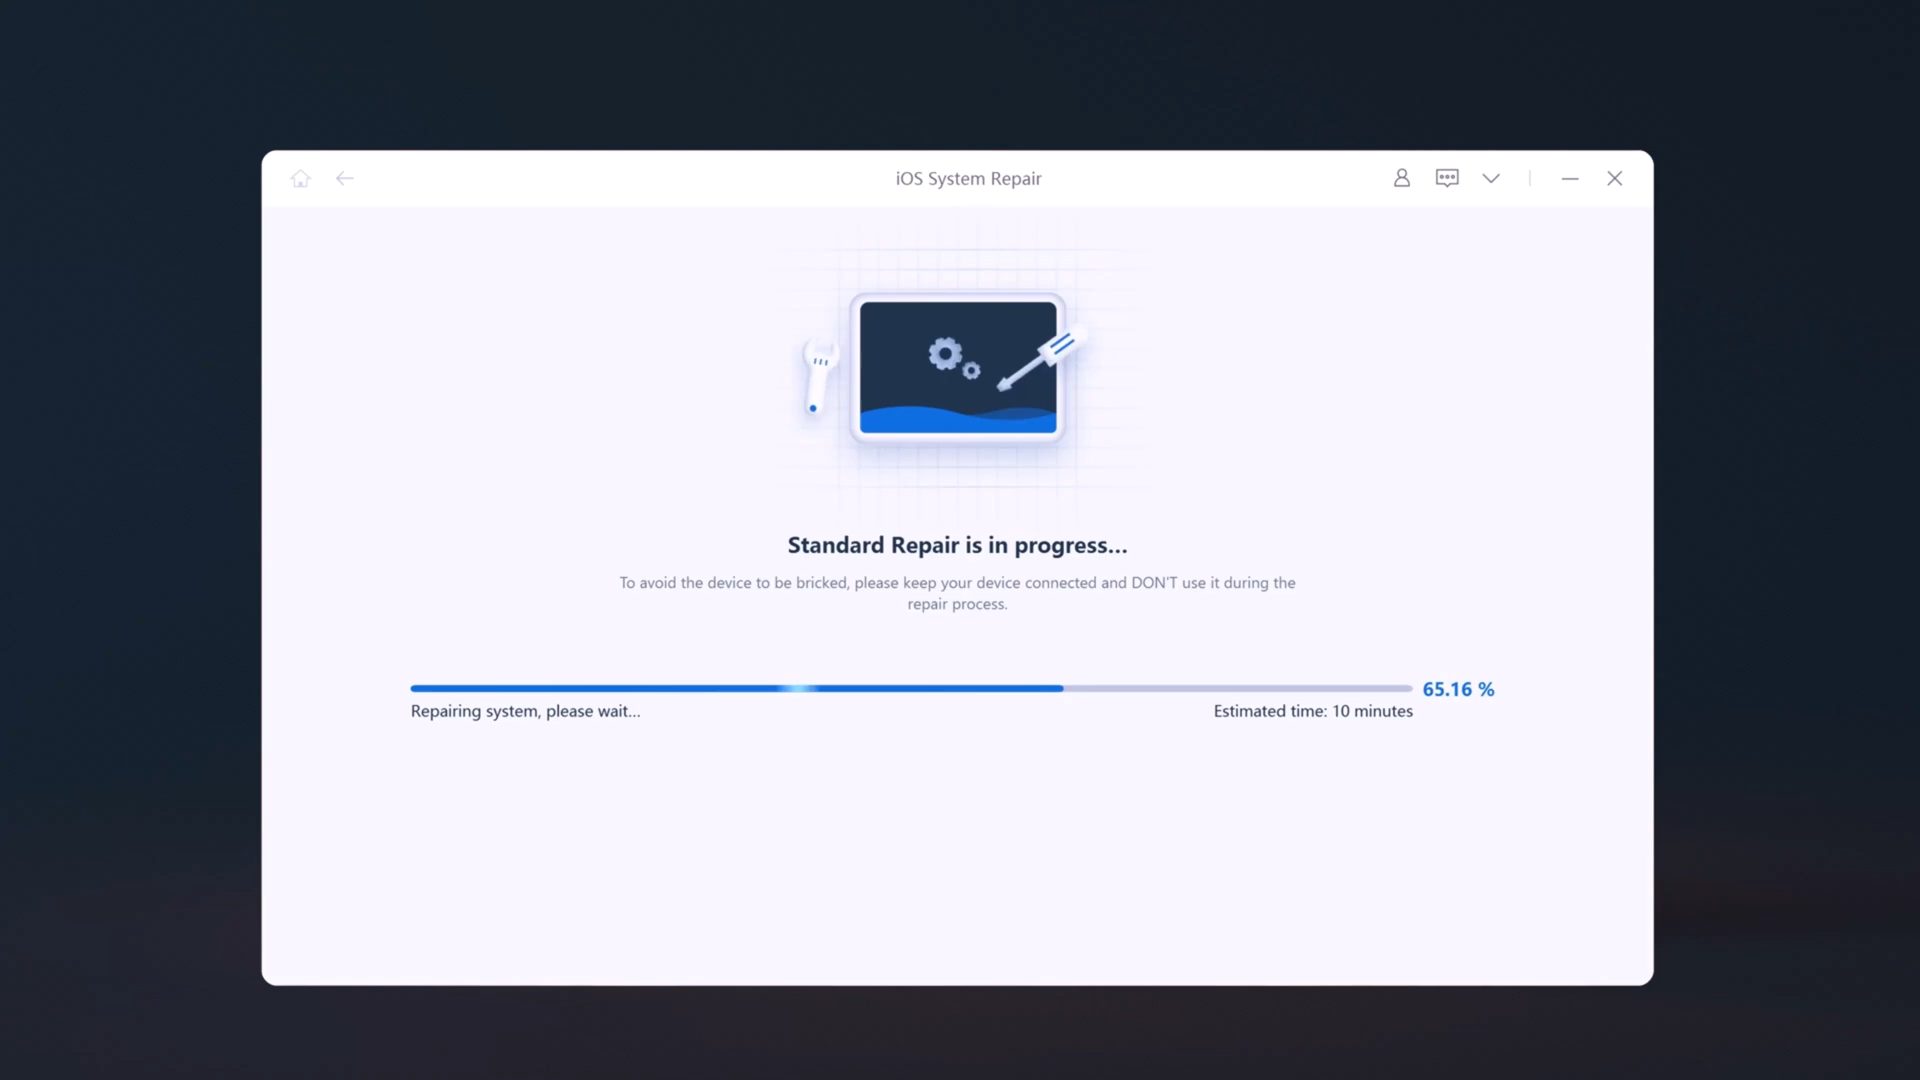 iOS System Repair
Standard Repair is in progress...
To avoid the device to be bricked, please keep your device connected and DON'T use it during the
repair process.
65.16 %
Repairing system, please wait...
Estimated time: 10 minutes